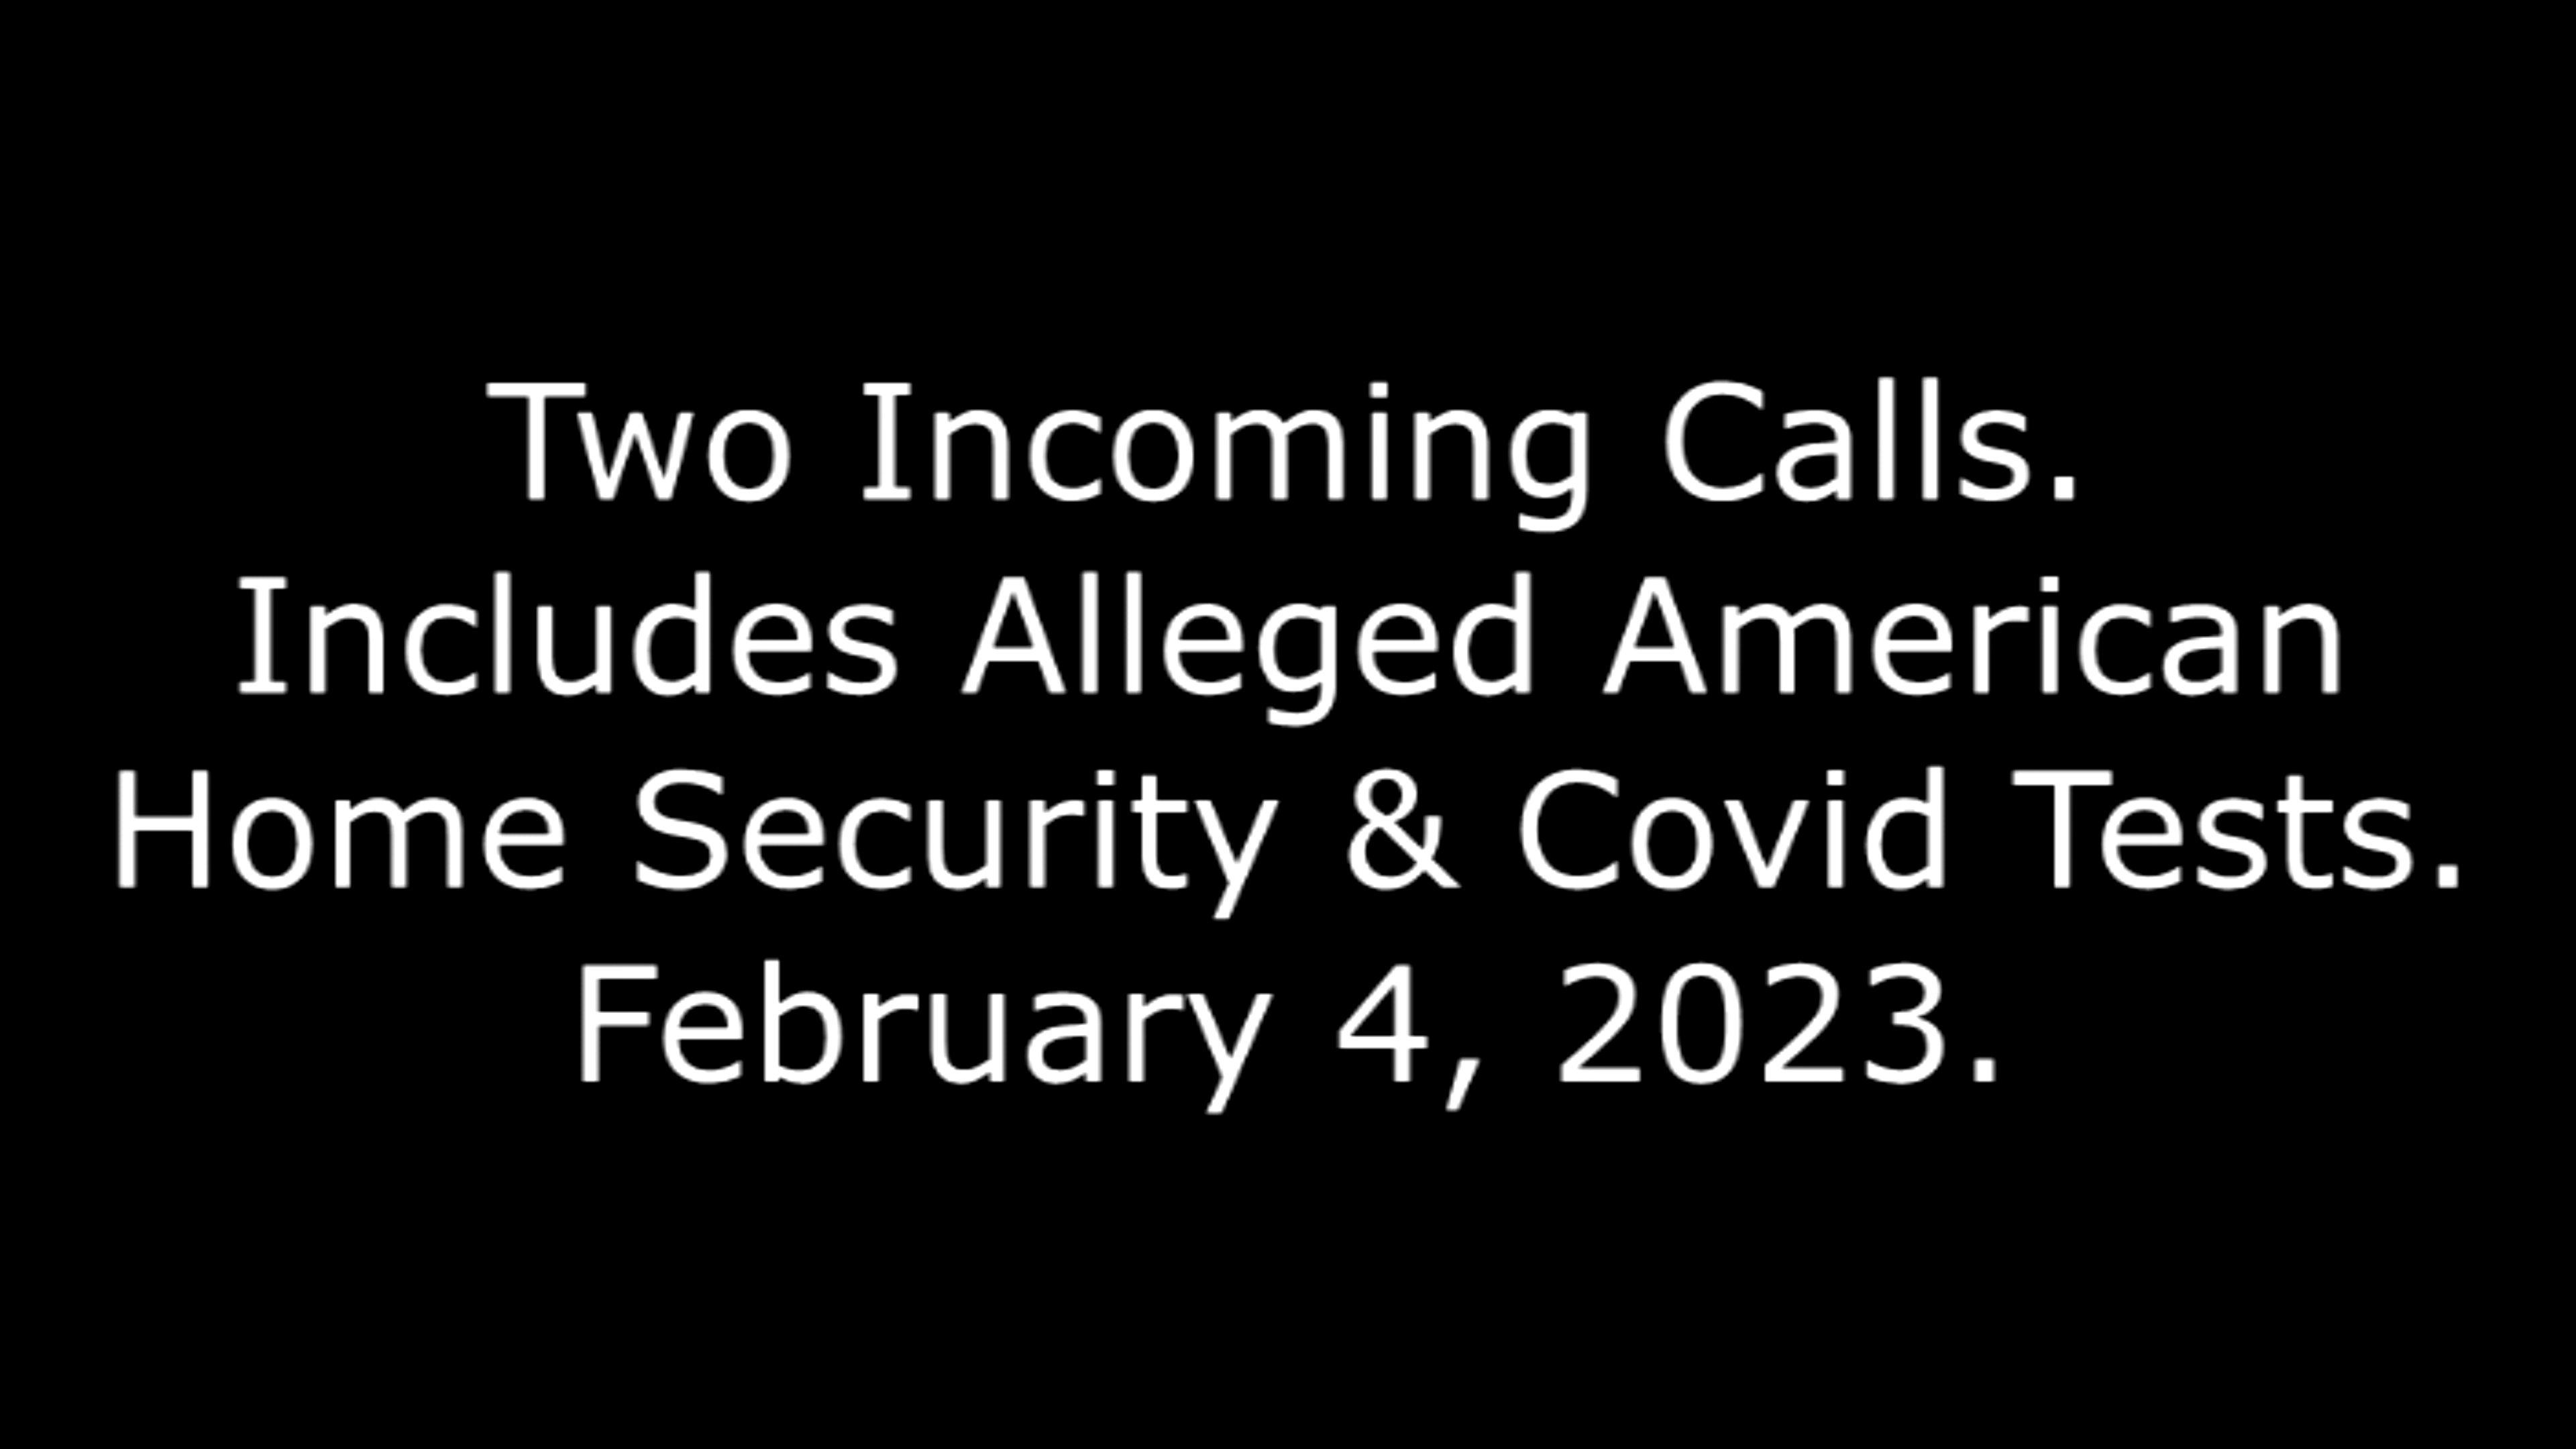 Two Incoming Calls.
Includes Alleged American
Home Security & Covid Tests.
February 4, 2023.